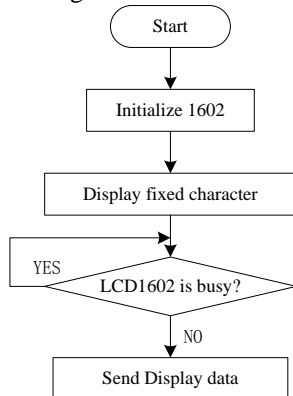 Start
Initialize 1602
Display fixed character
YES
LCD1602 is busy?
NO
Send Display data